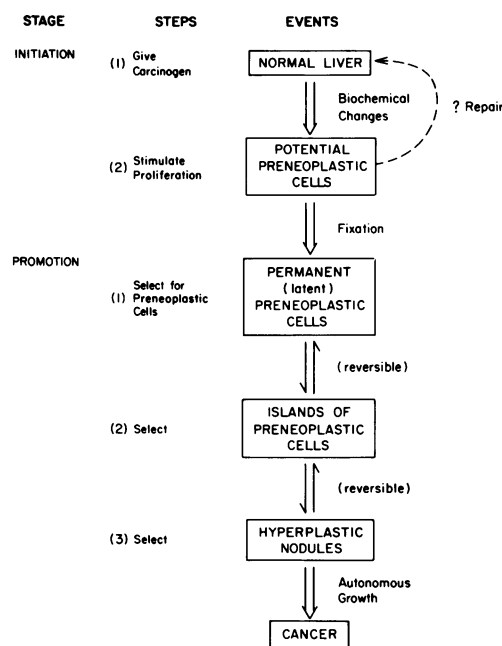 STAGE STEPS EVENTS
INITIATION
(1) Give
Carcinogen
NORMAL LIVER
Biochemical
Changes
? Repair
(2) Stimulate
Proliferation
POTENTIAL
PRENEOPLASTIC
CELLS
Fixation
PROMOTION
(1) Select for
Preneoplastic
Cells
PERMANENT
(latent)
PRENEOPLASTIC
CELLS
(reversible)
(2) Select
ISLANDS OF
PRENEOPLASTIC
CELLS
(reversible)
(3) Select
HYPERPLASTIC
NODULES
Autonomous
Growth
CANCER